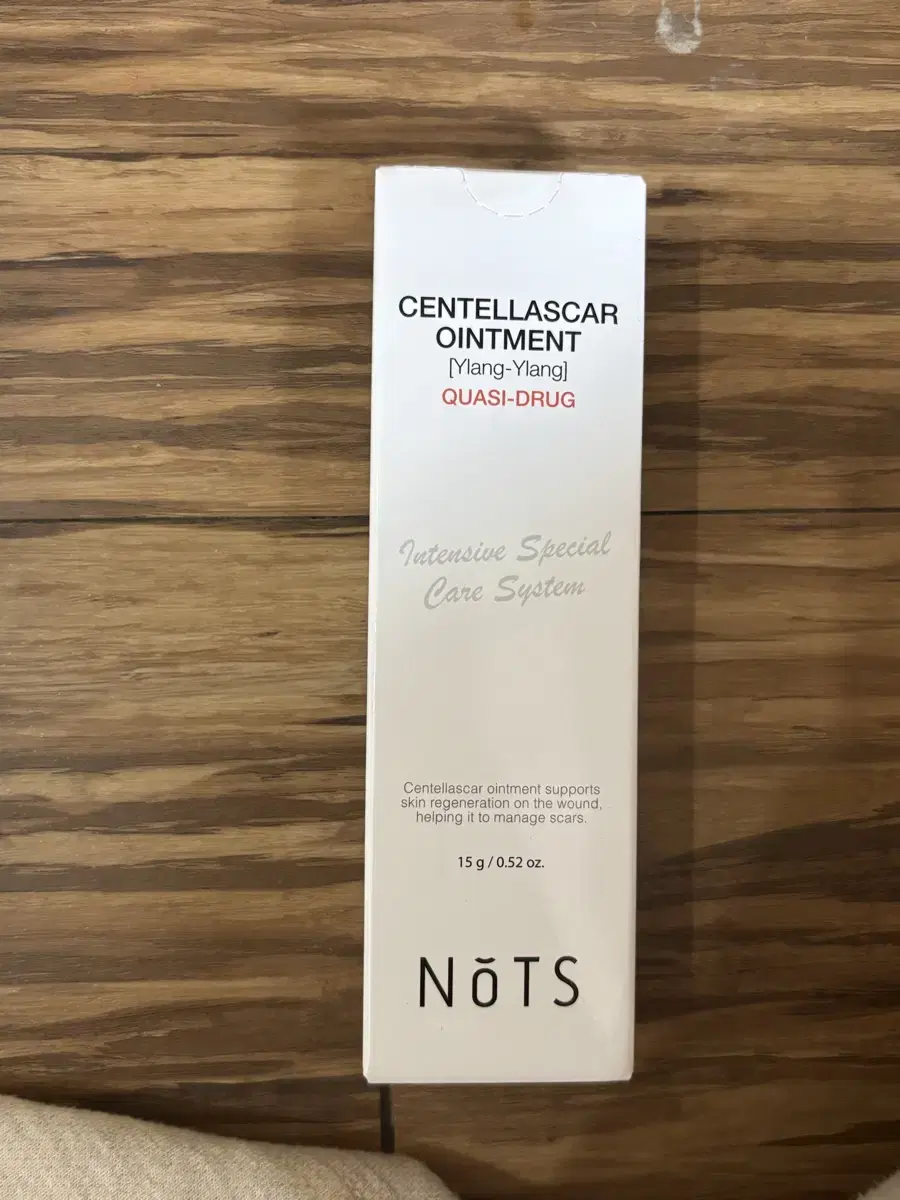 CENTELLASCAR
OINTMENT
[Ylang-Ylang]
QUASI-DRUG
Intensive Special
Care System
Centellascar ointment supports
skin regeneration on the wound,
helping it to manage scars.
15 g / 0.52 oz.
NŏTS